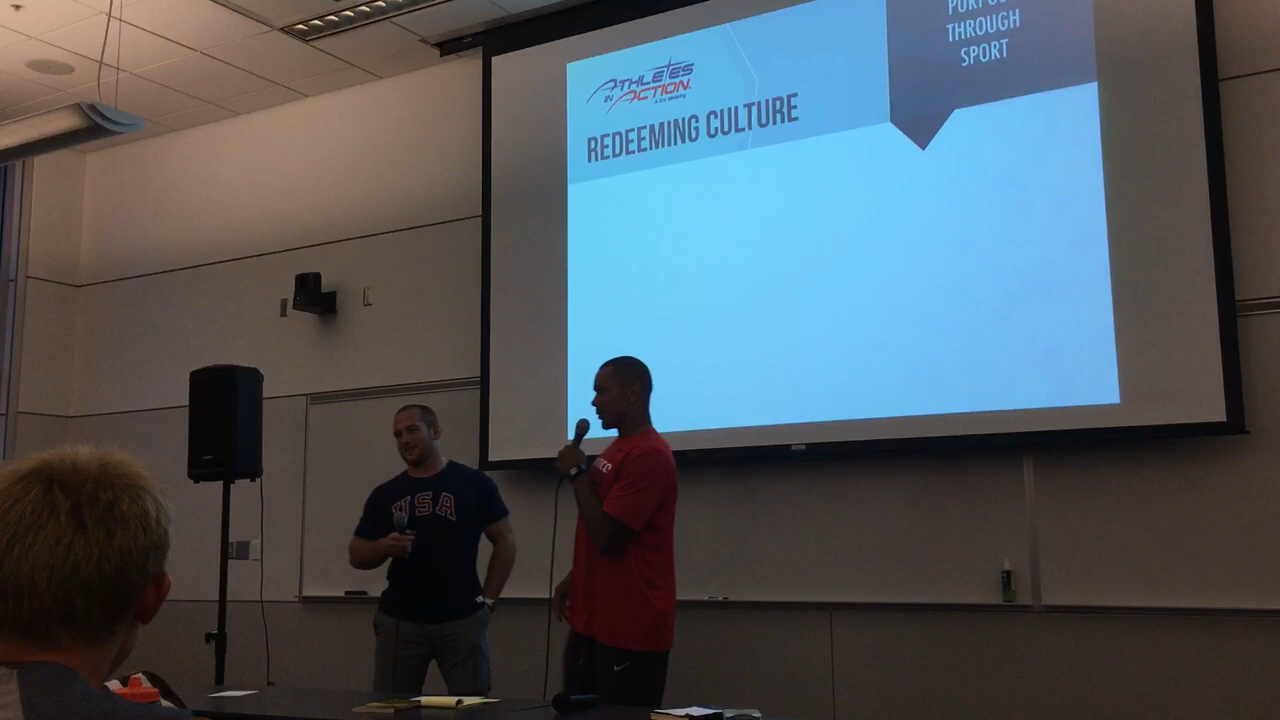 ATHLETES
IN ACTION
REDEEMING CULTURE
THROUGH
SPORT
USA